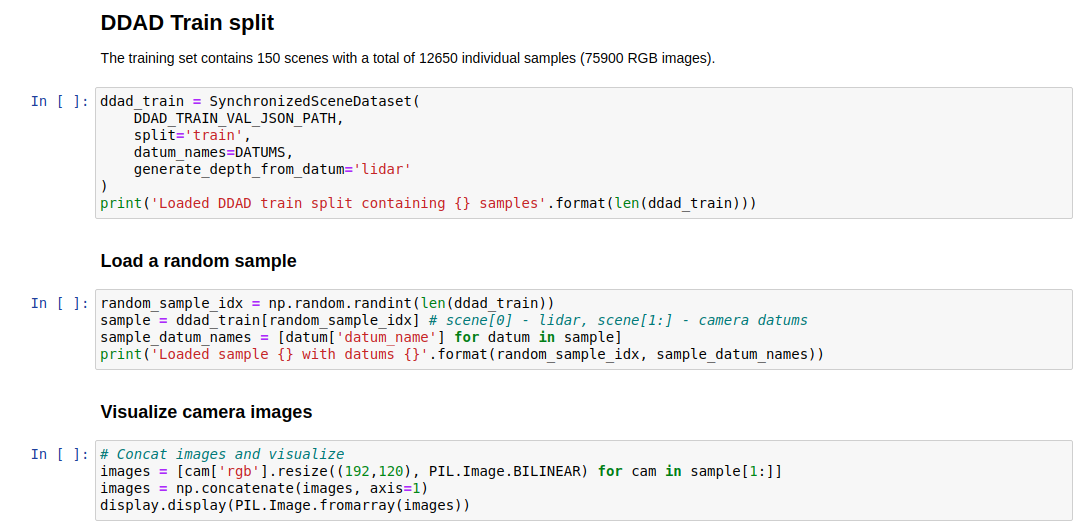 DDAD Train split
The training set contains 150 scenes with a total of 12650 individual samples (75900 RGB images).
In [ ]: ddad_train = SynchronizedSceneDataset(
    DDAD_TRAIN_VAL_JSON_PATH,
    split='train',
    datum_names=DATUMS,
    generate_depth_from_datum='lidar'
)
print('Loaded DDAD train split containing {} samples'.format(len(ddad_train)))
Load a random sample
In [ ]: random_sample_idx = np.random.randint(len(ddad_train))
sample = ddad_train[random_sample_idx] # scene[0] - lidar, scene[1:] - camera datums
sample_datum_names = [datum['datum_name'] for datum in sample]
print('Loaded sample {} with datums {}'.format(random_sample_idx, sample_datum_names))
Visualize camera images
In [ ]: # Concat images and visualize
images = [cam['rgb'].resize((192,120), PIL.Image.BILINEAR) for cam in sample[1:]]
images = np.concatenate(images, axis=1)
display.display(PIL.Image.fromarray(images))